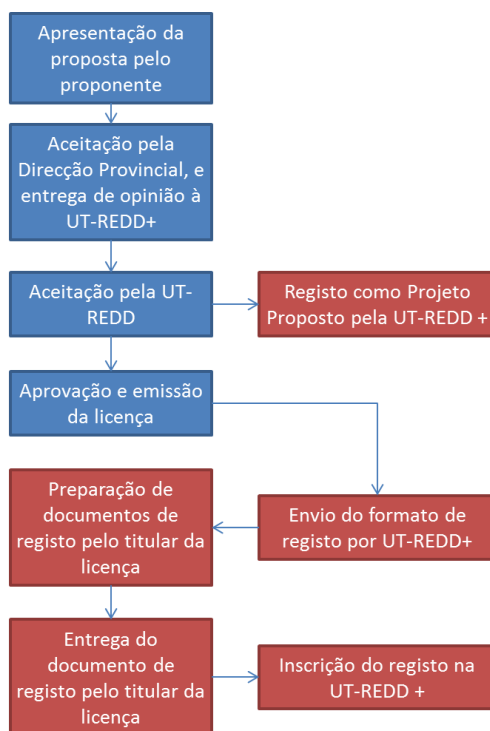 Apresentação da
proposta pelo
proponente
Aceitação pela
Direcção Provincial, e
entrega de opinião à
UT-REDD+
Aceitação pela UT-
REDD
Registo como Projeto
Proposto pela UT-REDD +
Aprovação e emissão
da licença
Envio do formato de
registo por UT-REDD+
Preparação de
documentos de
registo pelo titular da
licença
Entrega do
documento de
registo pelo titular da
licença
Inscrição do registo na
UT-REDD +